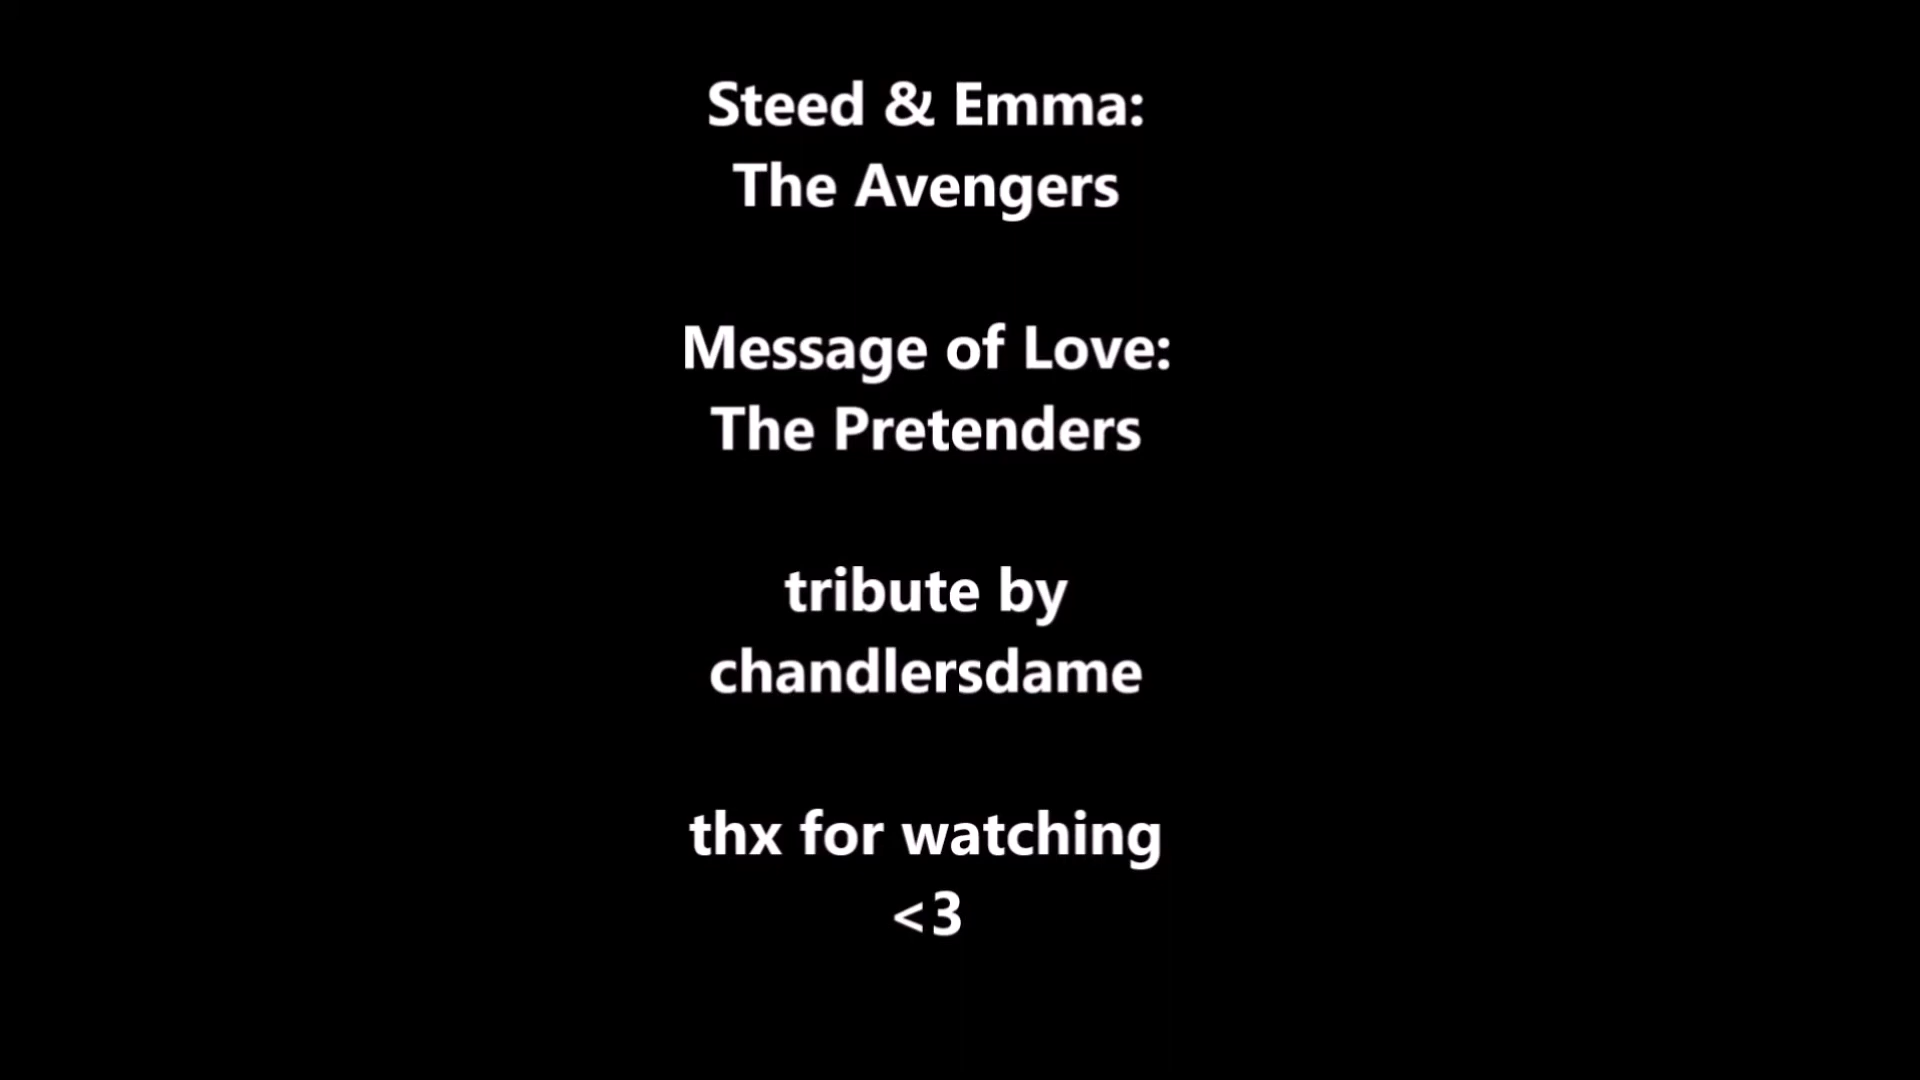 Steed & Emma:
The Avengers
Message of Love:
The Pretenders
tribute by
chandlersdame
thx for watching
<3